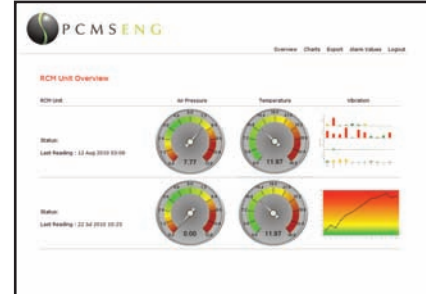 PCMSENG
Overview Charts Export Alarm Values Logout
RCM Unit Overview
RCM Unit Air Pressure Temperature Vibration
Status:
Last Reading : 12 Aug 2010 03:00
7.77
11.97
Status:
Last Reading : 22 Jul 2010 10:23
0.00
11.97